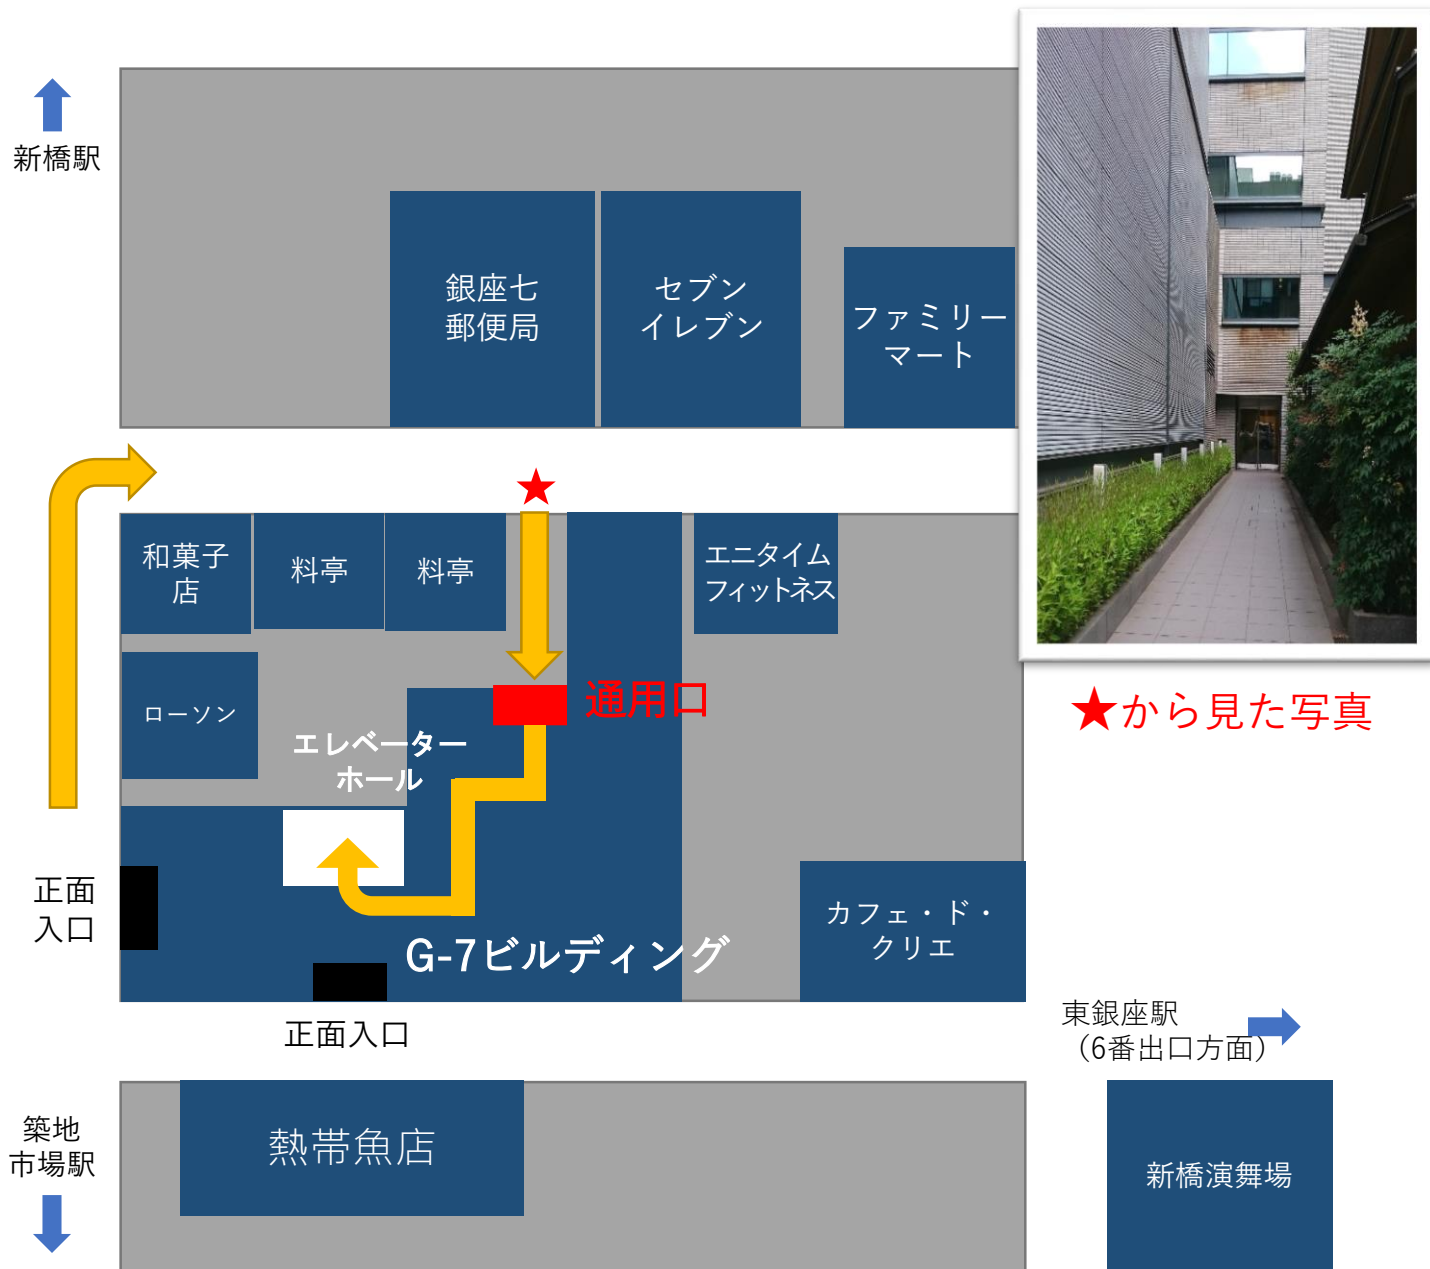 新橋駅
銀座七
郵便局
セブン
イレブン
ファミリー
マート
★
和菓子
店
料亭
料亭
エニタイム
フィットネス
ローソン
通用口
★から見た写真
エレベーター
ホール
正面
入口
G-7ビルディング
カフェ・ド・
クリエ
正面入口
東銀座駅
（6番出口方面）
築地
市場駅
熱帯魚店
新橋演舞場